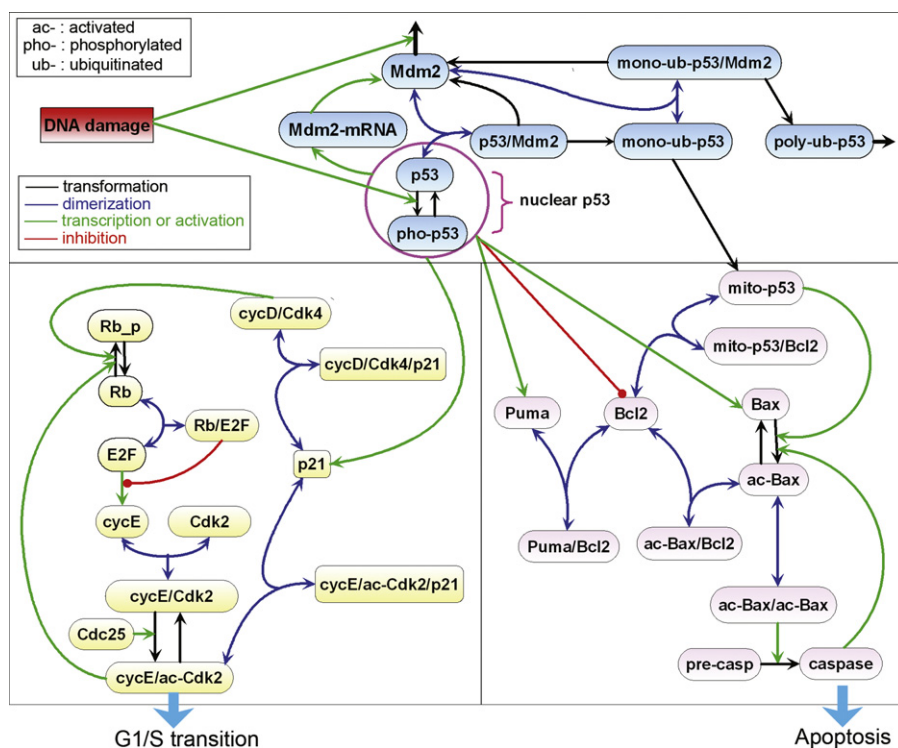 ac- : activated
pho- : phosphorylated
ub- : ubiquitinated
Mdm2
mono-ub-p53/Mdm2
DNA damage
Mdm2-mRNA
p53/Mdm2
mono-ub-p53
poly-ub-p53
p53
nuclear p53
pho-p53
transformation
dimerization
transcription or activation
inhibition
cycD/Cdk4
Rb_p
cycD/Cdk4/p21
Rb
Rb/E2F
E2F
p21
cycE
Cdk2
cycE/Cdk2
cycE/ac-Cdk2/p21
Cdc25
cycE/ac-Cdk2
G1/S transition
mito-p53
mito-p53/Bcl2
Puma
Bcl2
Bax
ac-Bax
Puma/Bcl2
ac-Bax/Bcl2
ac-Bax/ac-Bax
pre-casp
caspase
Apoptosis